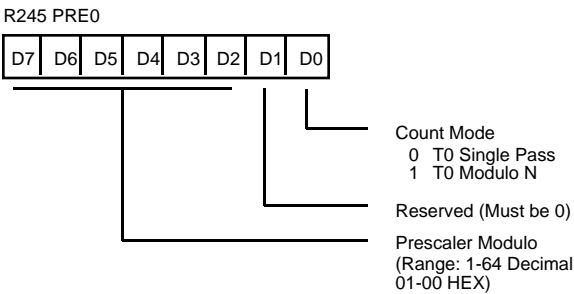 R245 PRE0
D7 D6 D5 D4 D3 D2 D1 D0
Count Mode
0 T0 Single Pass
1 T0 Modulo N
Reserved (Must be 0)
Prescaler Modulo
(Range: 1-64 Decimal
01-00 HEX)